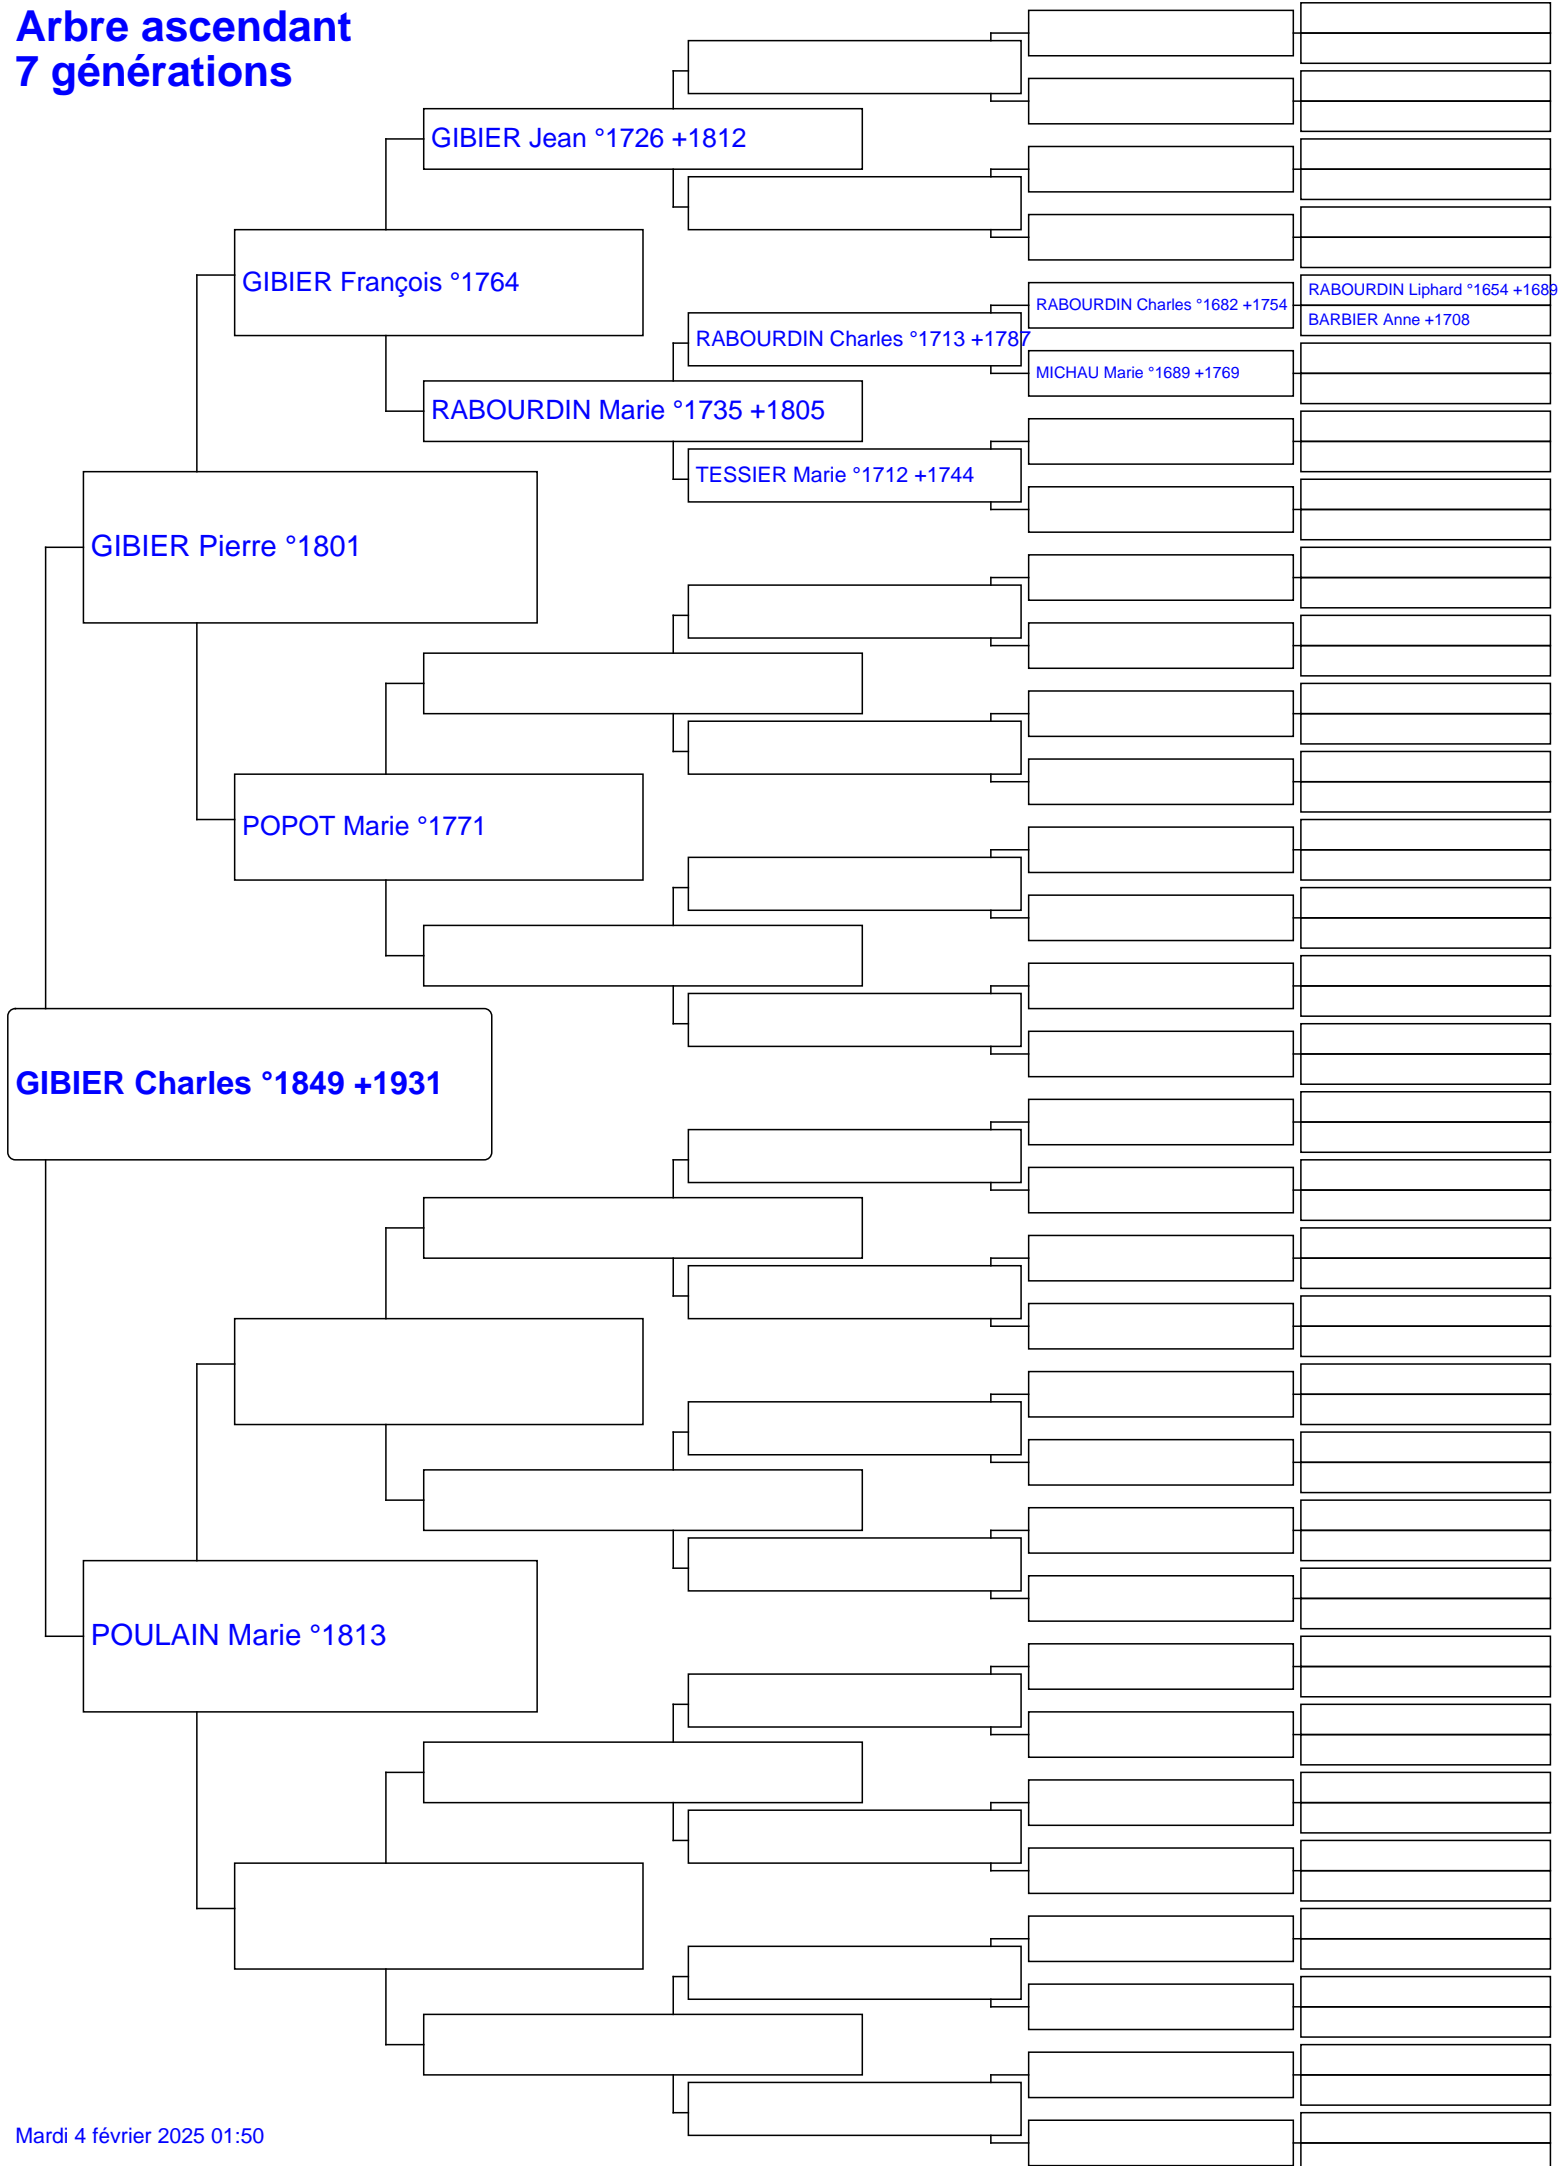 Arbre ascendant
7 générations
GIBIER Jean °1726 +1812
GIBIER François °1764
RABOURDIN Liphard °1654 +1689
RABOURDIN Charles °1682 +1754
BARBIER Anne +1708
RABOURDIN Charles °1713 +1787
MICHAU Marie °1689 +1769
RABOURDIN Marie °1735 +1805
TESSIER Marie °1712 +1744
GIBIER Pierre °1801
POPOT Marie °1771
GIBIER Charles °1849 +1931
POULAIN Marie °1813
Mardi 4 février 2025 01:50